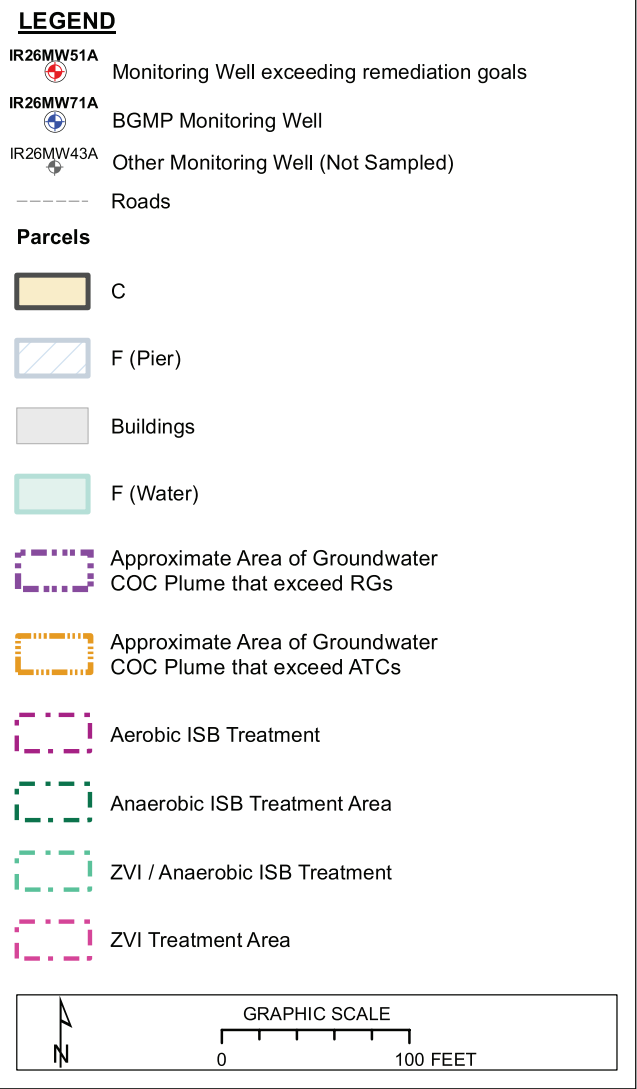 LEGEND
IR26MW51A
Monitoring Well exceeding remediation goals
IR26MW71A
BGMP Monitoring Well
IR26MW43A
Other Monitoring Well (Not Sampled)
Roads
Parcels
C
F (Pier)
Buildings
F (Water)
Approximate Area of Groundwater
COC Plume that exceed RGs
Approximate Area of Groundwater
COC Plume that exceed ATCs
Aerobic ISB Treatment
Anaerobic ISB Treatment Area
ZVI / Anaerobic ISB Treatment
ZVI Treatment Area
GRAPHIC SCALE
N
0 100 FEET